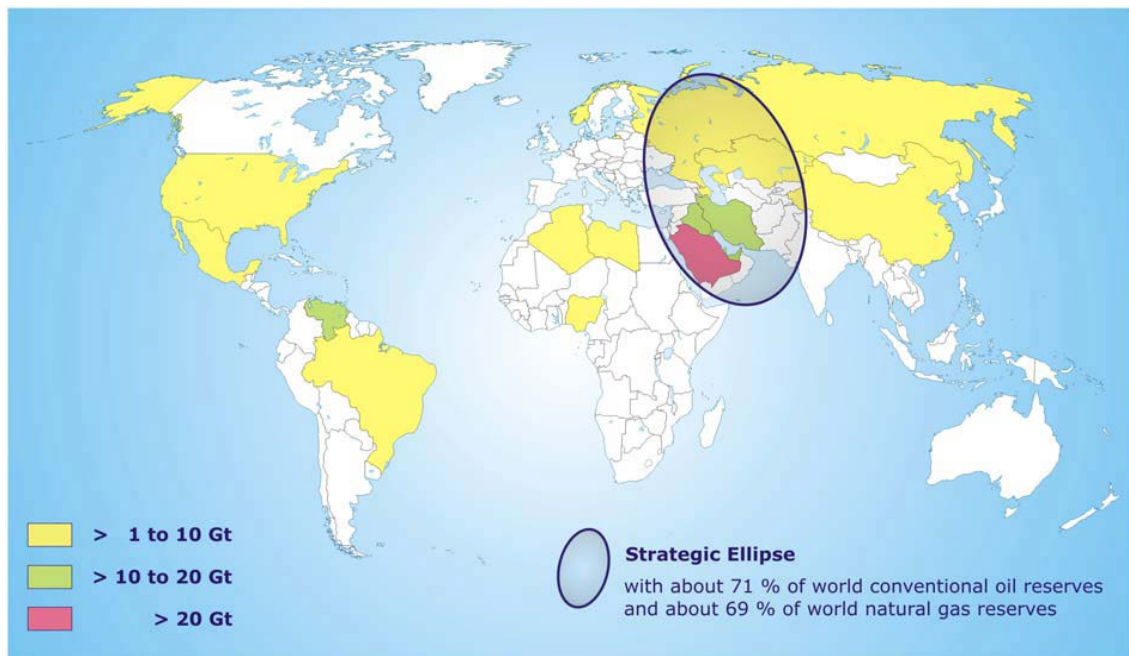 > 1 to 10 Gt
> 10 to 20 Gt
> 20 Gt
Strategic Ellipse
with about 71 % of world conventional oil reserves
and about 69 % of world natural gas reserves